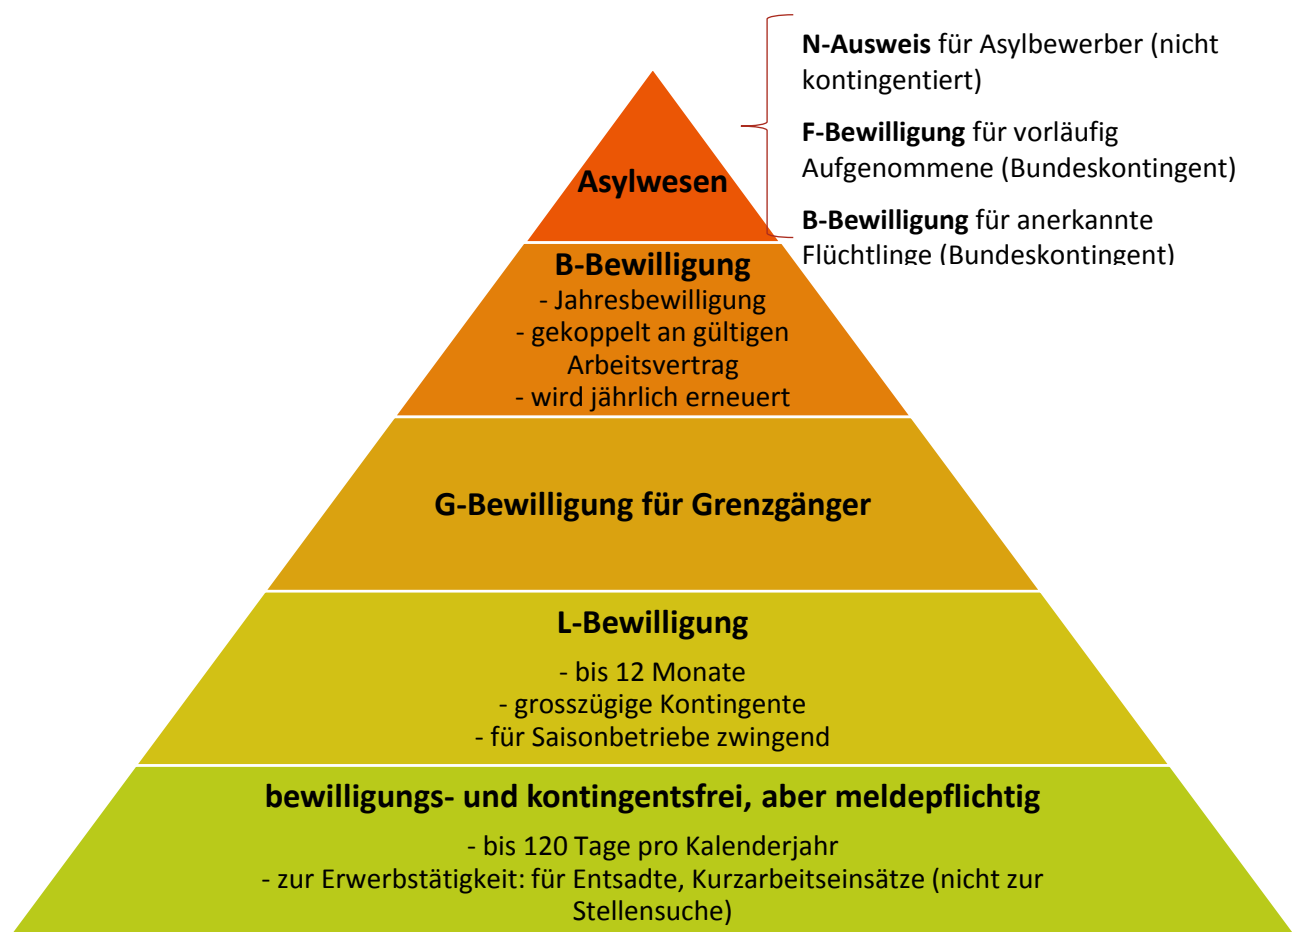 N-Ausweis für Asylbewerber (nicht
kontingentiert)
F-Bewilligung für vorläufig
Aufgenommene (Bundeskontingent)
B-Bewilligung für anerkannte
Flüchtlinge (Bundeskontingent)
Asylwesen
B-Bewilligung
- Jahresbewilligung
- gekoppelt an gültigen
Arbeitsvertrag
- wird jährlich erneuert
G-Bewilligung für Grenzgänger
L-Bewilligung
- bis 12 Monate
- grosszügige Kontingente
- für Saisonbetriebe zwingend
bewilligungs- und kontingentsfrei, aber meldepflichtig
- bis 120 Tage pro Kalenderjahr
- zur Erwerbstätigkeit: für Entsadte, Kurzarbeitseinsätze (nicht zur
Stellensuche)